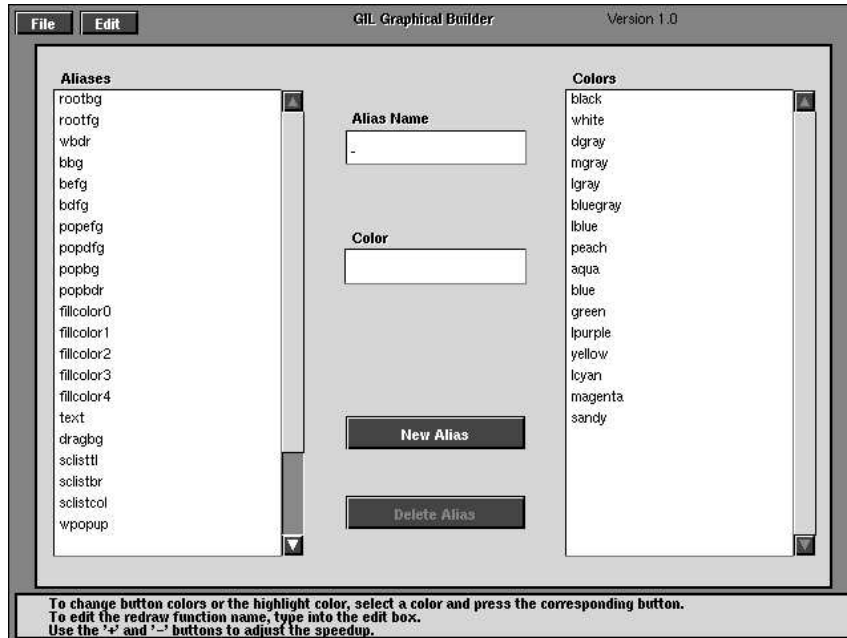 File Edit GIL Graphical Builder Version 1.0
Aliases
rootbg
rootfg
wbdr
bbg
befg
bdfg
popefg
popdfg
popbg
popbdr
fillcolor0
fillcolor1
fillcolor2
fillcolor3
fillcolor4
text
dragbg
sclisttl
sclistbr
sclistcol
wpopup
Alias Name
-
Color
New Alias
Delete Alias
Colors
black
white
dgray
mgray
lgray
bluegray
lblue
peach
aqua
blue
green
lpurple
yellow
lcyan
magenta
sandy
To change button colors or the highlight color, select a color and press the corresponding button.
To edit the redraw function name, type into the edit box.
Use the '+' and '-' buttons to adjust the speedup.